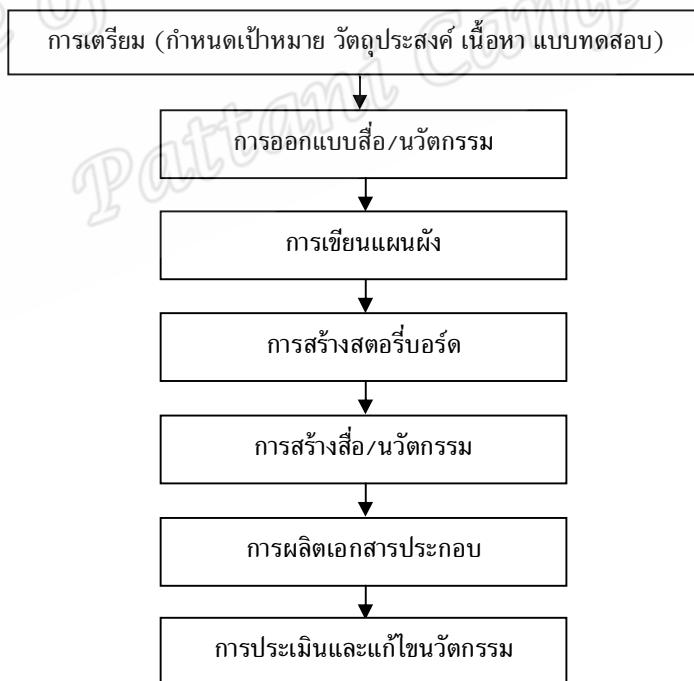 การเตรียม (กำหนดเป้าหมาย วัตถุประสงค์ เนื้อหา แบบทดสอบ)
การออกแบบสื่อ/นวัตกรรม
Pattani Camp
การเขียนแผนผัง
การสร้างสตอรี่บอร์ด
การสร้างสื่อ/นวัตกรรม
การผลิตเอกสารประกอบ
การประเมินและแก้ไขนวัตกรรม